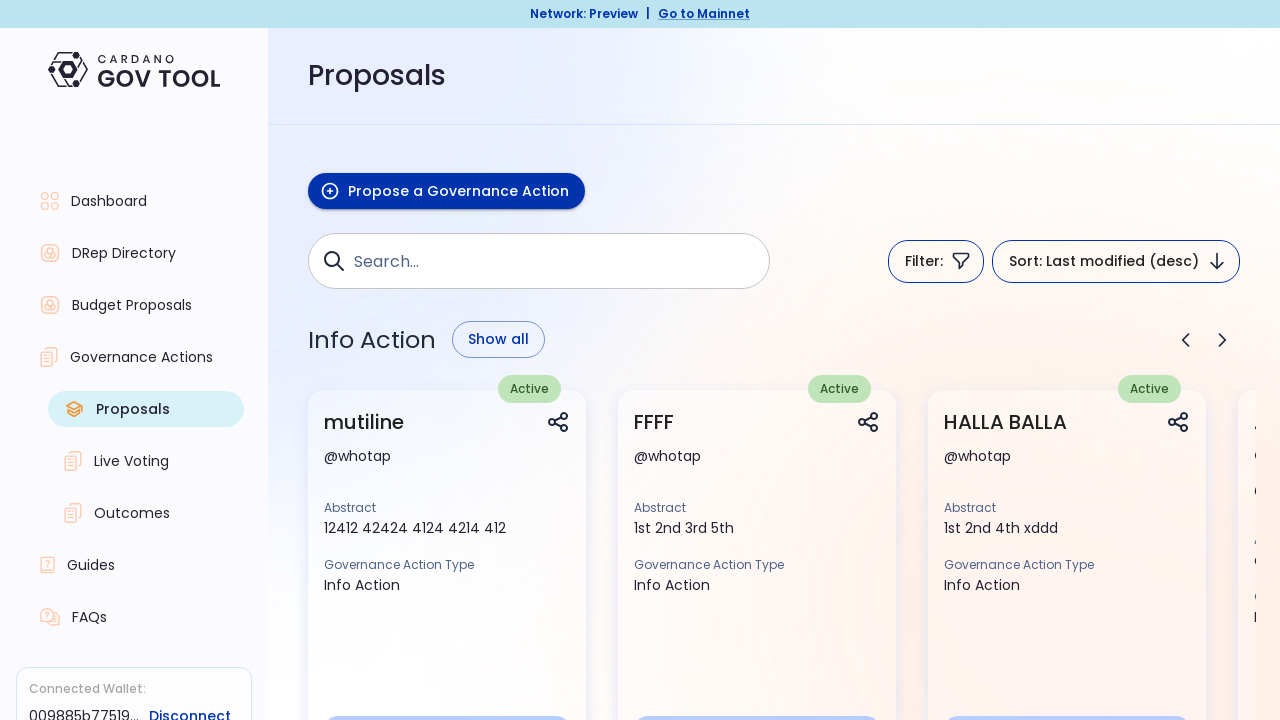 Network: Preview | Go to Mainnet
CARDANO
GOV TOOL
Proposals
Dashboard
DRep Directory
Budget Proposals
Governance Actions
Proposals
Live Voting
Outcomes
Guides
FAQs
Connected Wallet:
009885b77519... Disconnect
Propose a Governance Action
Search...
Filter:
Sort: Last modified (desc)
Info Action
Show all
Active
mutiline
@whotap
Abstract
12412 42424 4124 4214 412
Governance Action Type
Info Action
Active
FFFF
@whotap
Abstract
1st 2nd 3rd 5th
Governance Action Type
Info Action
Active
HALLA BALLA
@whotap
Abstract
1st 2nd 4th xddd
Governance Action Type
Info Action